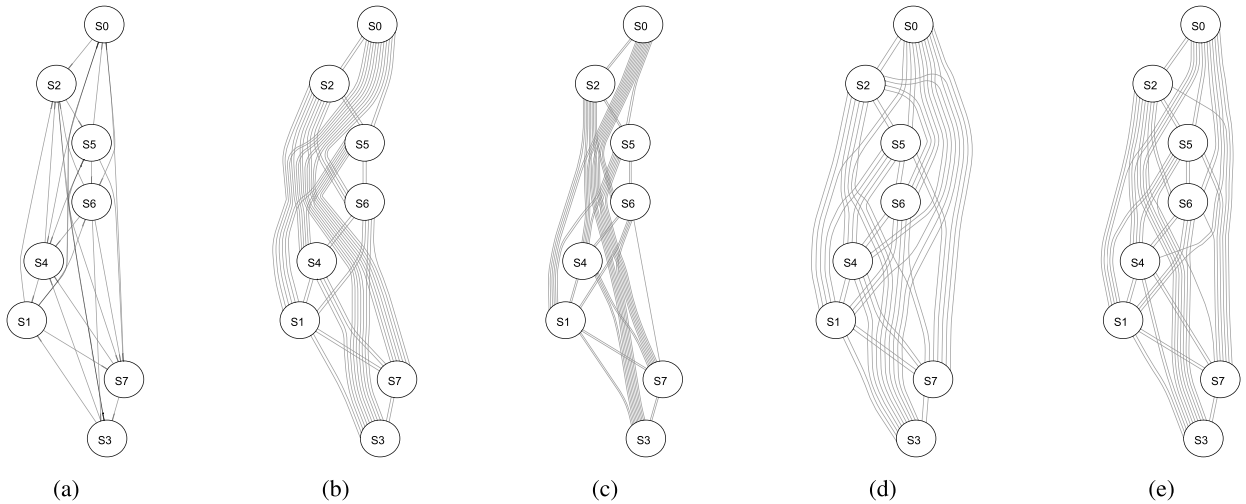 S0 S0 S0 S0 S0
S2 S2 S2 S2 S2
S5 S5 S5 S5 S5
S6 S6 S6 S6 S6
S4 S4 S4 S4 S4
S1 S1 S1 S1 S1
S7 S7 S7 S7 S7
S3 S3 S3 S3 S3
(a) (b) (c) (d) (e)